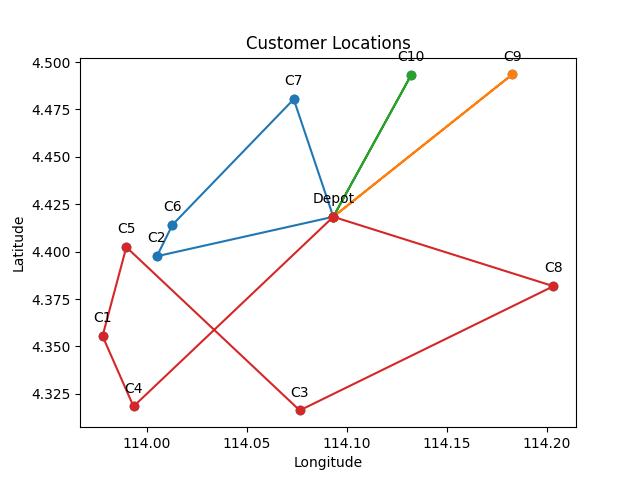 Customer Locations
4.500
4.475
4.450
4.425
4.400
4.375
4.350
4.325
Latitude
C10
C9
C7
Depot
C6
C5
C2
C8
C1
C4
C3
114.00
114.05
114.10
114.15
114.20
Longitude